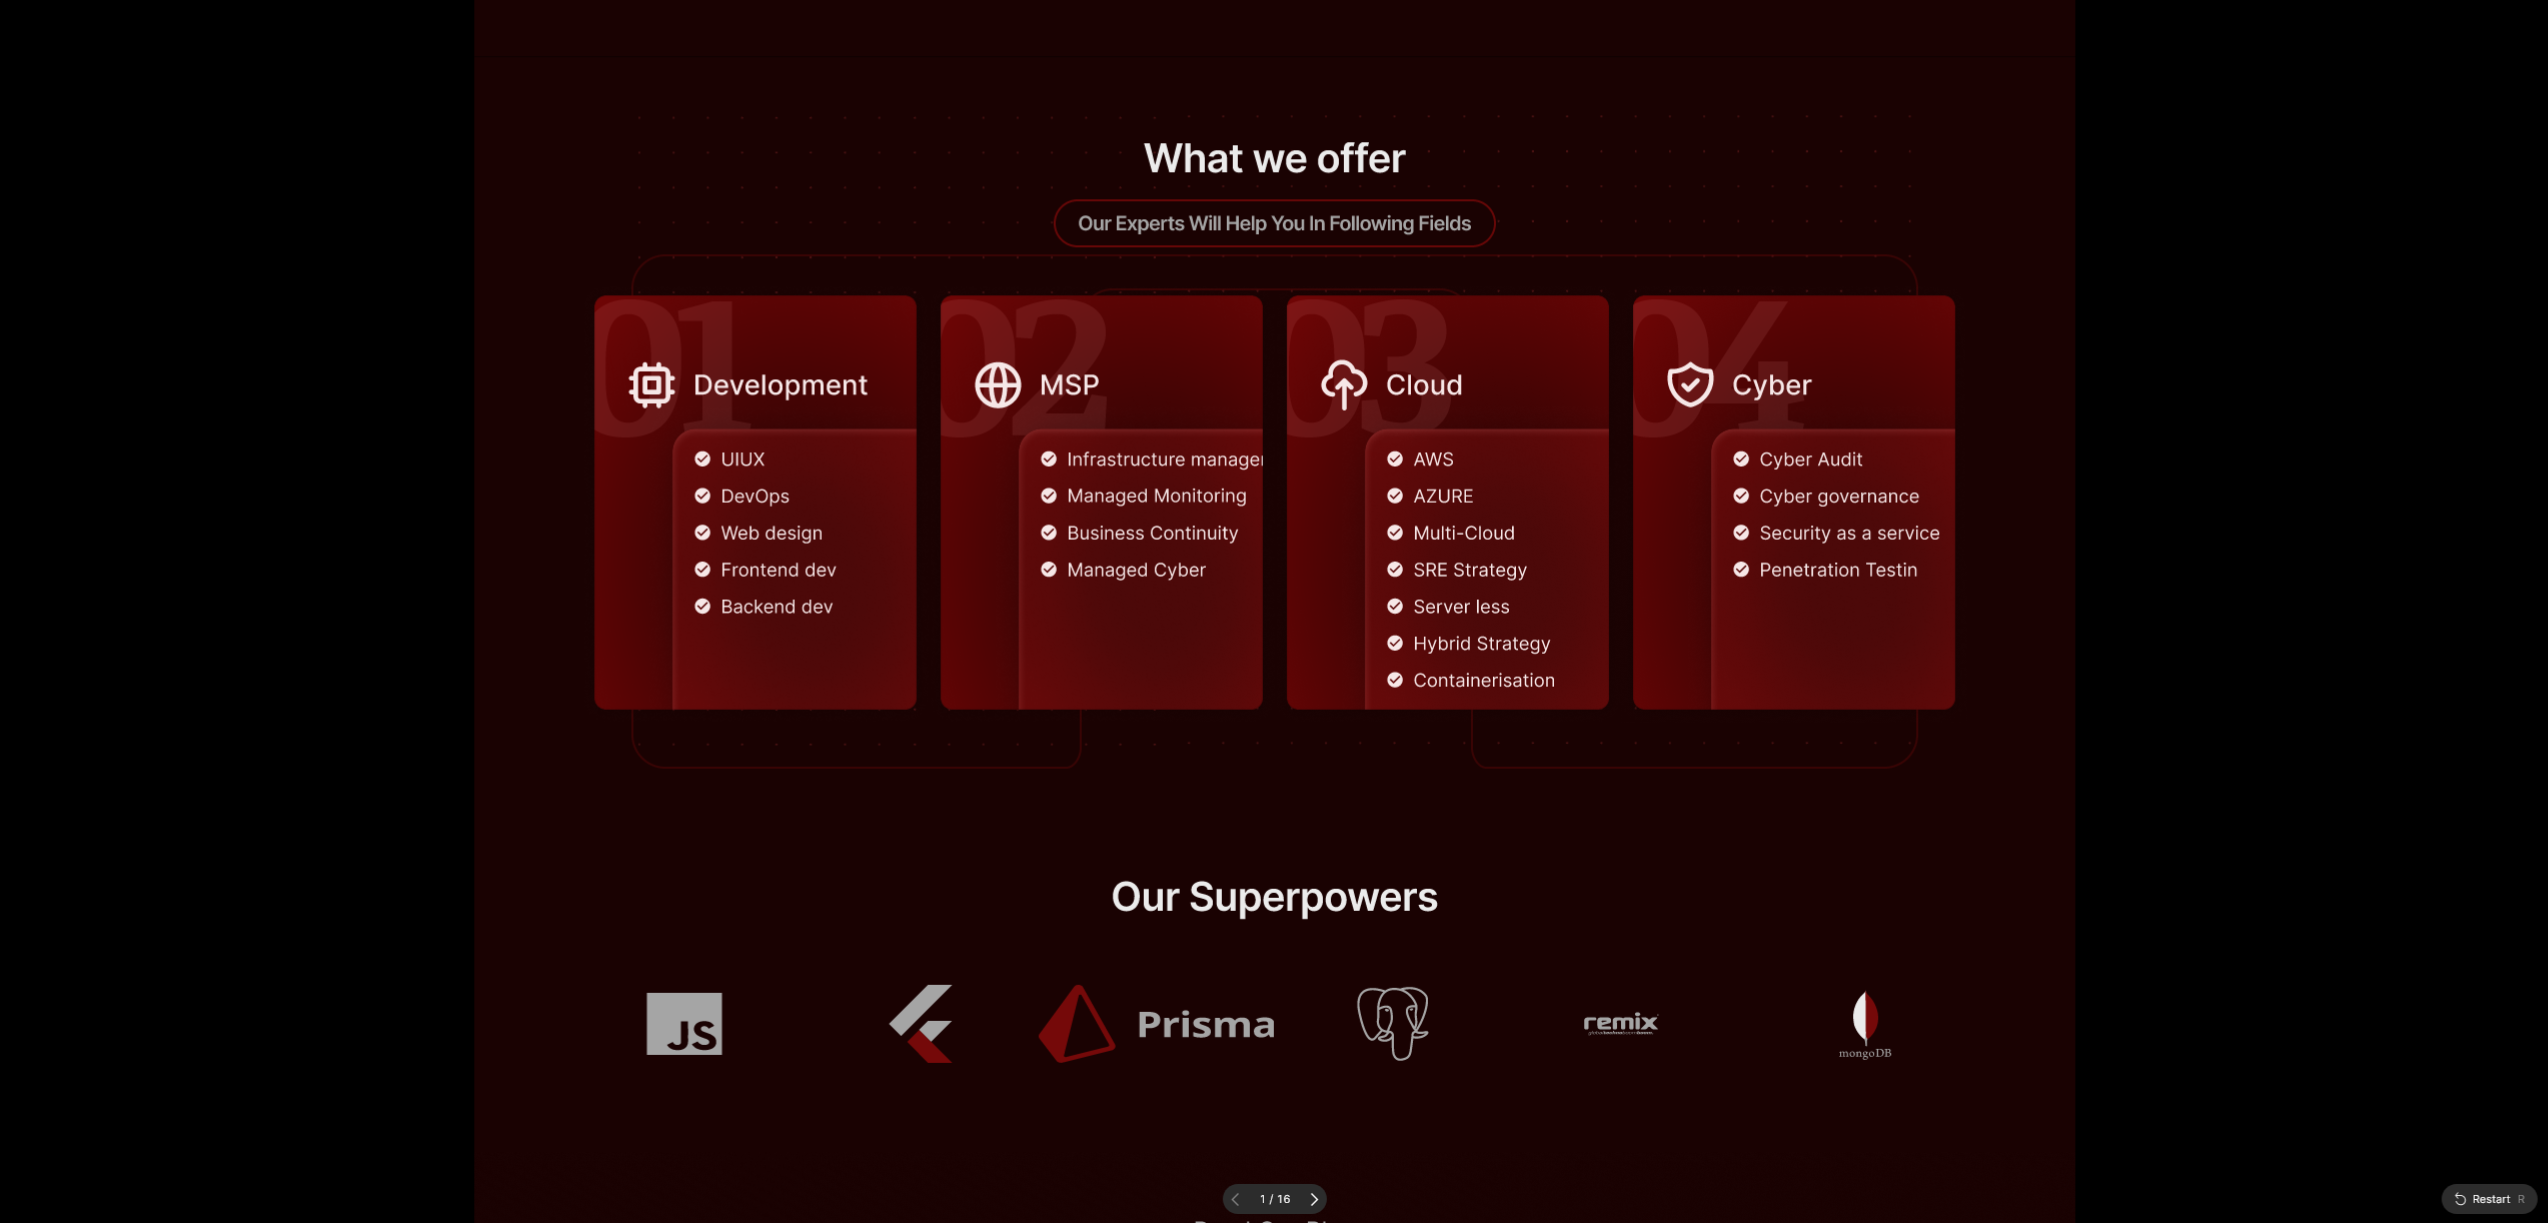 What we offer
Our Experts Will Help You In Following Fields
01
Development
UIUX
DevOps
Web design
Frontend dev
Backend dev
02
MSP
Infrastructure manager
Managed Monitoring
Business Continuity
Managed Cyber
03
Cloud
AWS
AZURE
Multi-Cloud
SRE Strategy
Server less
Hybrid Strategy
Containerisation
04
Cyber
Cyber Audit
Cyber governance
Security as a service
Penetration Testin
Our Superpowers
JS
Prisma
remix
mongoDB
1 / 16
Restart R